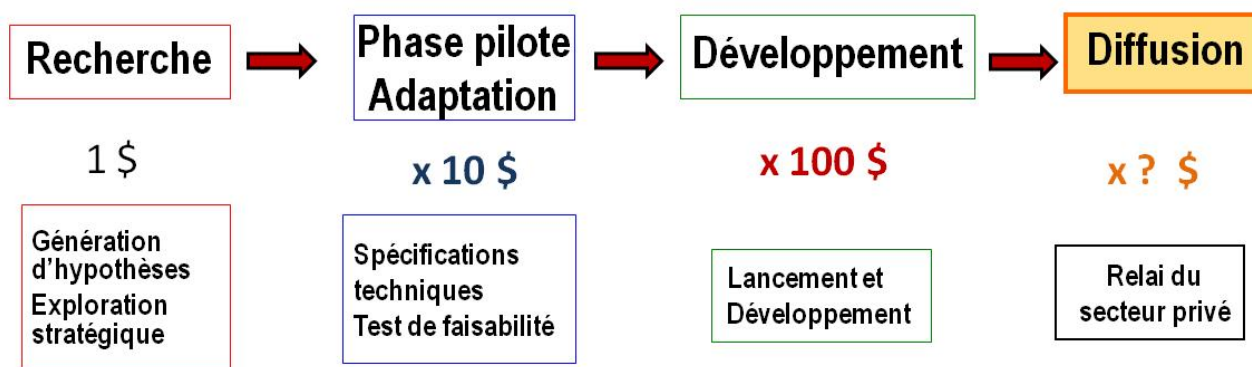 Recherche
Phase pilote
Adaptation
Développement
Diffusion
1 $
x 10 $
x 100 $
x ? $
Génération
d'hypothèses
Exploration
stratégique
Spécifications
techniques
Test de faisabilité
Lancement et
Développement
Relai du
secteur privé